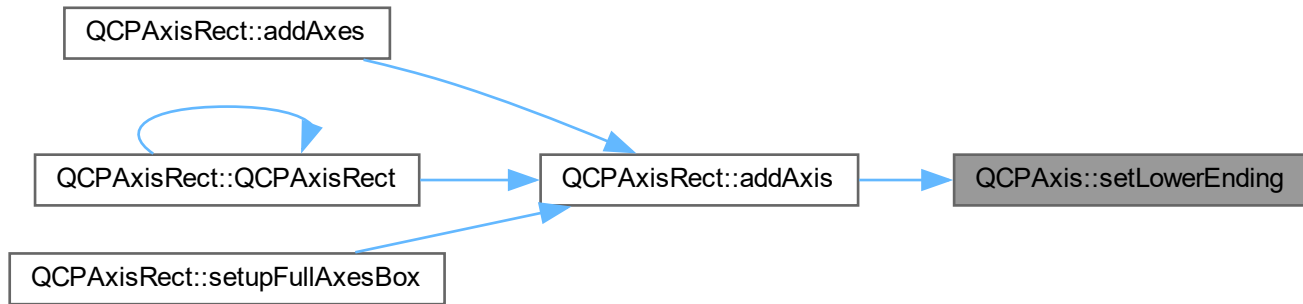 QCPAxisRect::addAxes
QCPAxisRect::QCPAxisRect
QCPAxisRect::addAxis
QCPAxis::setLowerEnding
QCPAxisRect::setupFullAxesBox